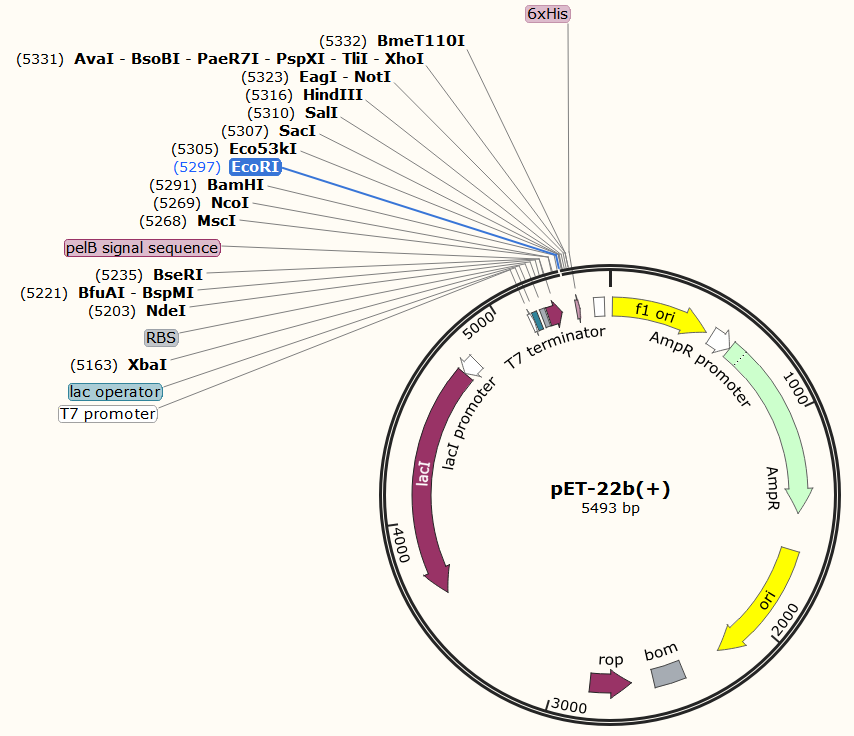 6xHis
(5332) BmeT110I
(5331) AvaI - BsoBI - PaeR7I - PspXI - TliI - XhoI
(5323) EagI - NotI
(5316) HindIII
(5310) SalI
(5307) SacI
(5305) Eco53kI
(5297) EcoRI
(5291) BamHI
(5269) NcoI
(5268) MscI
pelB signal sequence
(5235) BseRI
(5221) BfuAI - BspMI
(5203) NdeI
RBS
(5163) XbaI
lac operator
T7 promoter
5000
T7 terminator
f1 ori
AmpR promoter
1000
lacI promoter
lacI
AmpR
pET-22b(+)
5493 bp
4000
ori
2000
bom
rop
3000